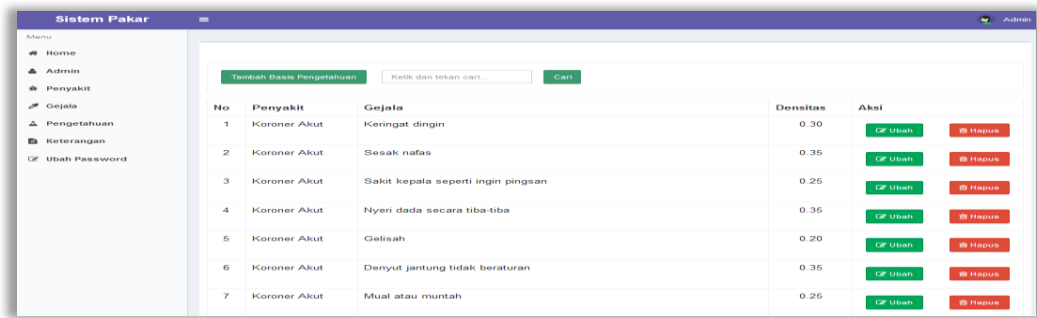 Sistem Pakar
Admin
Menu
Home
Admin
Penyakit
Gejala
Pengetahuan
Keterangan
Ubah Password
Tambah Basis Pengetahuan Ketik dan tekan cari... Cari
No Penyakit Gejala Densitas Aksi
1 Koroner Akut Keringat dingin 0.30 Ubah Hapus
2 Koroner Akut Sesak nafas 0.35 Ubah Hapus
3 Koroner Akut Sakit kepala seperti ingin pingsan 0.25 Ubah Hapus
4 Koroner Akut Nyeri dada secara tiba-tiba 0.35 Ubah Hapus
5 Koroner Akut Gelisah 0.20 Ubah Hapus
6 Koroner Akut Denyut jantung tidak beraturan 0.35 Ubah Hapus
7 Koroner Akut Mual atau muntah 0.25 Ubah Hapus